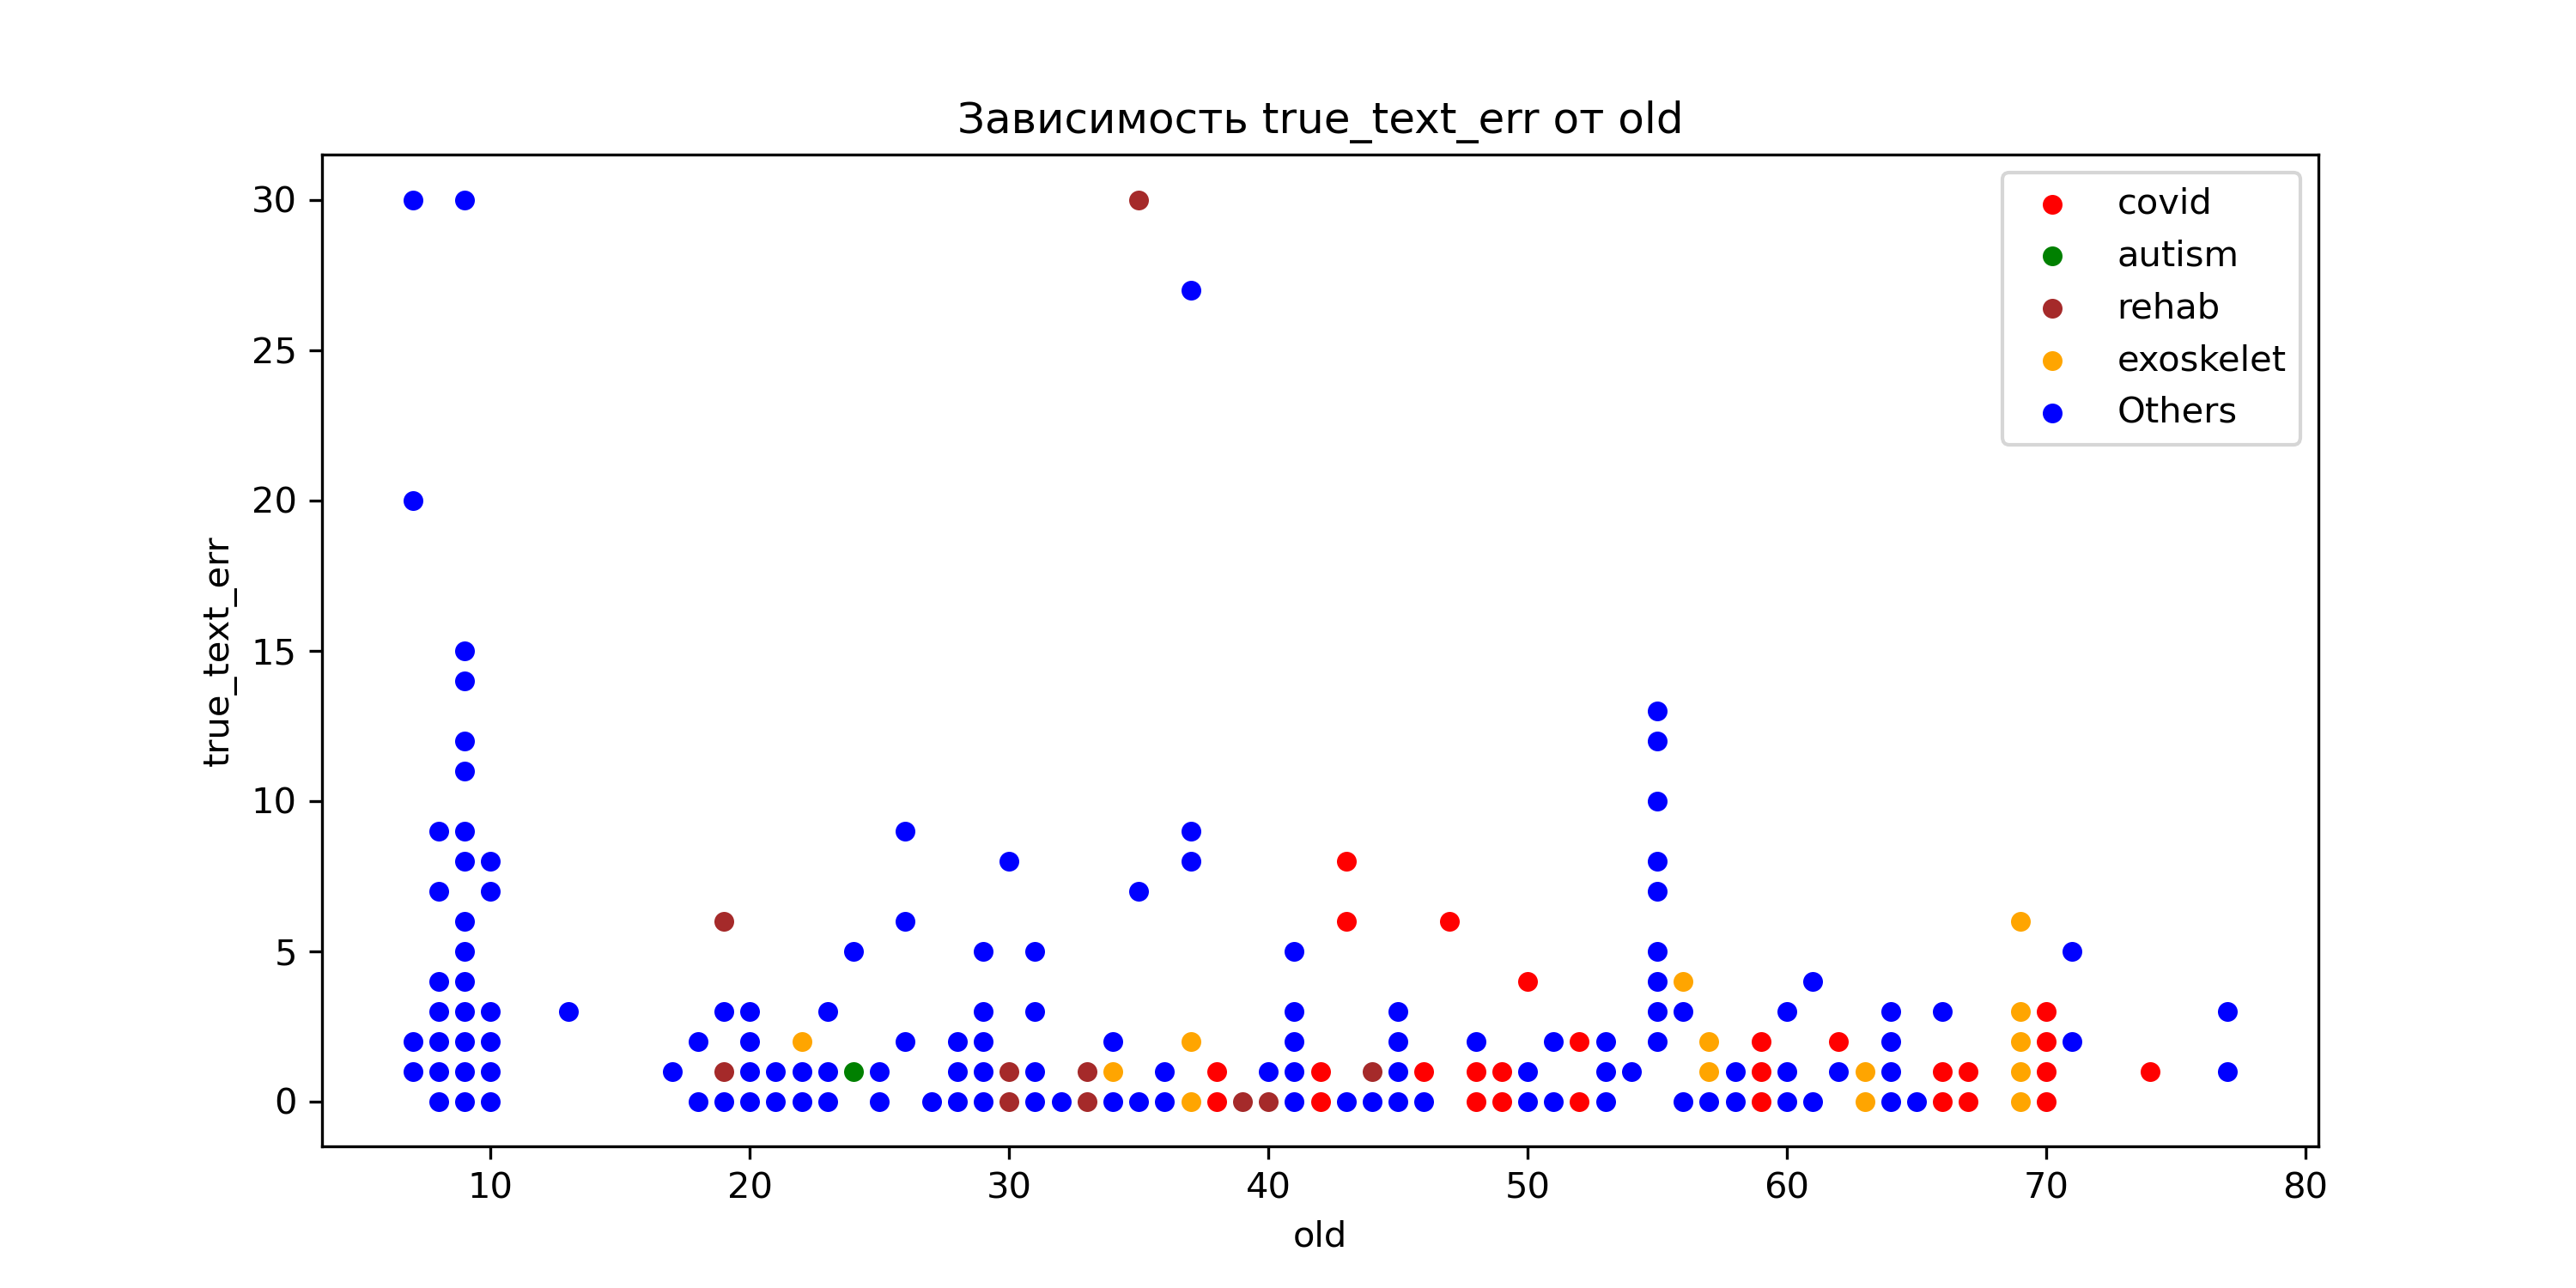 Зависимость true_text_err от old
30
25
20
15
10
5
0
true_text_err
covid
autism
rehab
exoskelet
Others
10 20 30 40 50 60 70 80
old